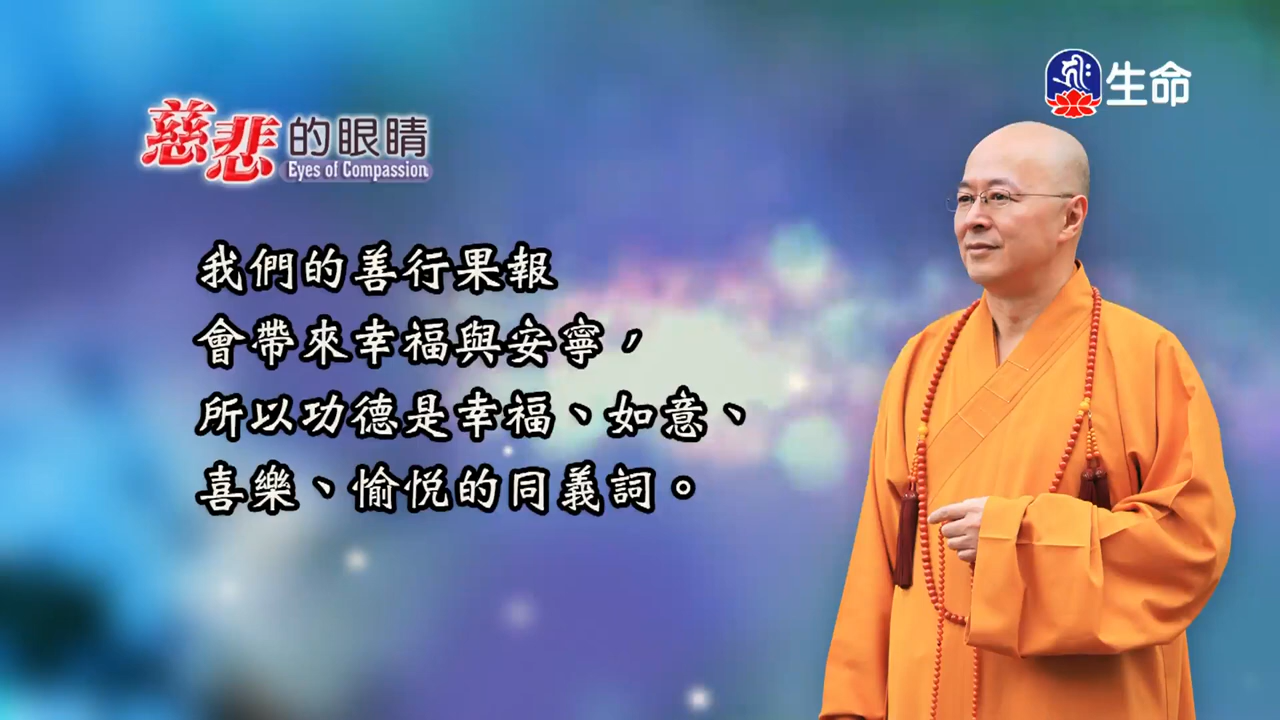 生命
慈悲的眼睛
Eyes of Compassion
我們的善行果報
會帶來幸福與安寧，
所以功德是幸福、如意、
喜樂、愉悅的同義詞。